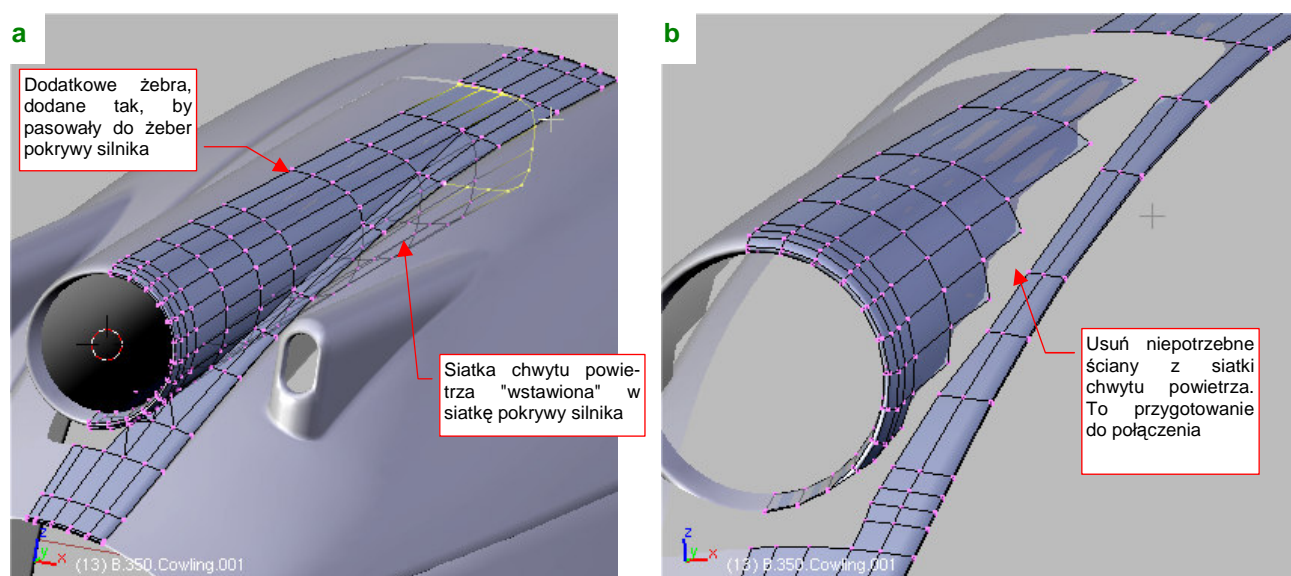 a
Dodatkowe żebra,
dodane tak, by
pasowały do żeber
pokrywy silnika
Siatka chwytu powie-
trza "wstawiona" w
siatkę pokrywy silnika
z
y
x
(13) B.350.Cowling.001
b
Usuń niepotrzebne
ściany z siatki
chwytu powietrza.
To przygotowanie
do połączenia
z
y
x
(13) B.350.Cowling.001